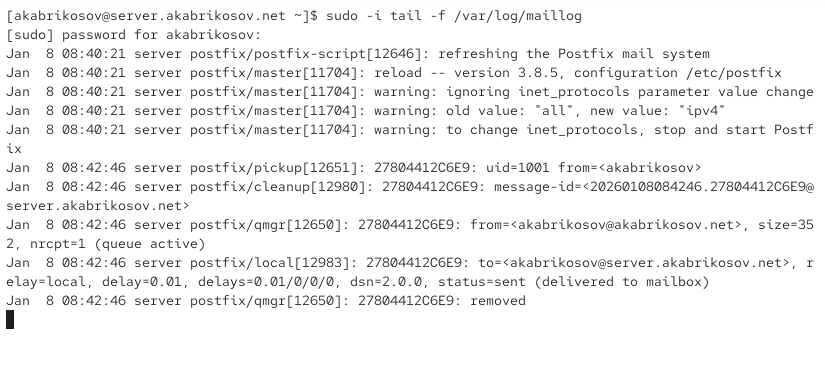 [akabrikosov@server.akabrikosov.net ~]$ sudo -i tail -f /var/log/maillog
[sudo] password for akabrikosov:
Jan  8 08:40:21 server postfix/postfix-script[12646]: refreshing the Postfix mail system
Jan  8 08:40:21 server postfix/master[11704]: reload -- version 3.8.5, configuration /etc/postfix
Jan  8 08:40:21 server postfix/master[11704]: warning: ignoring inet_protocols parameter value change
Jan  8 08:40:21 server postfix/master[11704]: warning: old value: "all", new value: "ipv4"
Jan  8 08:40:21 server postfix/master[11704]: warning: to change inet_protocols, stop and start Postf
ix
Jan  8 08:42:46 server postfix/pickup[12651]: 27804412C6E9: uid=1001 from=<akabrikosov>
Jan  8 08:42:46 server postfix/cleanup[12980]: 27804412C6E9: message-id=<20260108084246.27804412C6E9@
server.akabrikosov.net>
Jan  8 08:42:46 server postfix/qmgr[12650]: 27804412C6E9: from=<akabrikosov@akabrikosov.net>, size=35
2, nrcpt=1 (queue active)
Jan  8 08:42:46 server postfix/local[12983]: 27804412C6E9: to=<akabrikosov@server.akabrikosov.net>, r
elay=local, delay=0.01, delays=0.01/0/0/0, dsn=2.0.0, status=sent (delivered to mailbox)
Jan  8 08:42:46 server postfix/qmgr[12650]: 27804412C6E9: removed